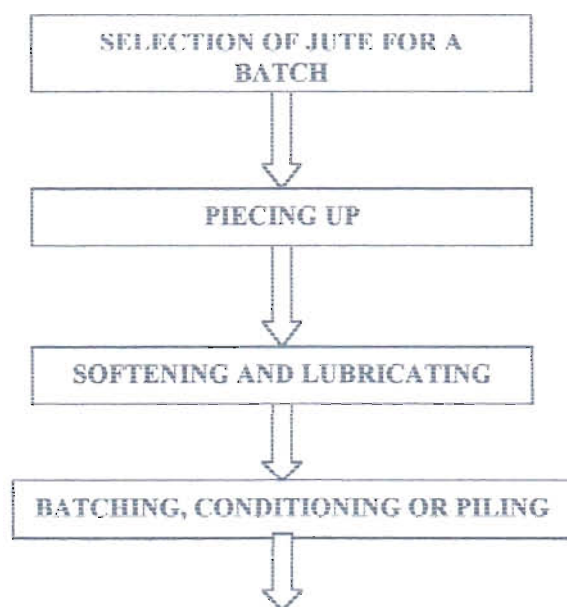 SELECTION OF JUTE FOR A
BATCH
PIECING UP
SOFTENING AND LUBRICATING
BATCHING, CONDITIONING OR PILING